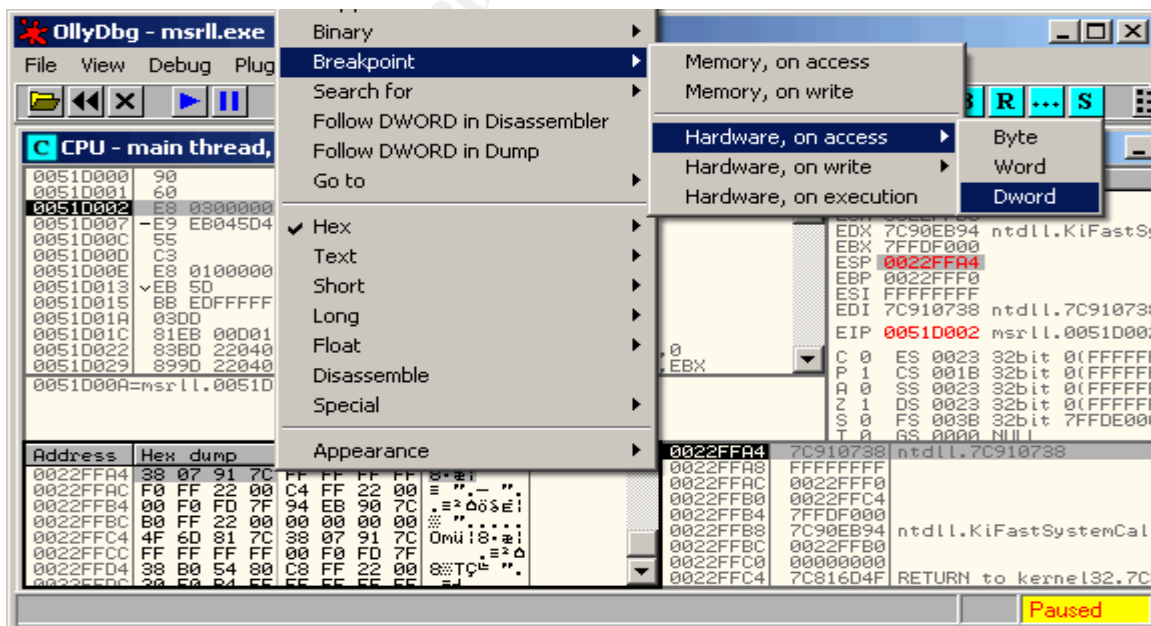 OllyDbg - msrll.exe
File View Debug Plug
Binary
Breakpoint
Search for
Follow DWORD in Disassembler
Follow DWORD in Dump
Go to
Hex
Text
Short
Long
Float
Disassemble
Special
Appearance
Memory, on access
Memory, on write
Hardware, on access
Hardware, on write
Hardware, on execution
Byte
Word
Dword
R ... S
C CPU - main thread,
0051D000 90
0051D001 60
0051D002 E8 0300000
0051D007 -E9 EB045D4
0051D00C 55
0051D00D C3
0051D00E E8 0100000
0051D013 EB 5D
0051D015 BB EDFFFFF
0051D01A 03DD
0051D01C 81EB 00D01
0051D022 83BD 22040
0051D029 899D 22040
,0
,EBX
0051D00A=msrll.0051D
EDX 7C90EB94 ntdll.KiFastSy
EBX 7FFDF000
ESP 0022FFA4
EBP 0022FFF0
ESI FFFFFFFF
EDI 7C910738 ntdll.7C910738
EIP 0051D002 msrll.0051D002
C 0 ES 0023 32bit 0(FFFFFF
P 1 CS 001B 32bit 0(FFFFFF
A 0 SS 0023 32bit 0(FFFFFF
Z 1 DS 0023 32bit 0(FFFFFF
S 0 FS 003B 32bit 7FFDE000
T 0 GS 0000 NULL
Address Hex dump
0022FFA4 38 07 91 7C FF FF FF FF
0022FFAC F0 FF 22 00 C4 FF 22 00
0022FFB4 00 F0 FD 7F 94 EB 90 7C
0022FFBC B0 FF 22 00 00 00 00 00
0022FFC4 4F 6D 81 7C 38 07 91 7C
0022FFCC FF FF FF FF 00 F0 FD 7F
0022FFD4 38 B0 54 80 C8 FF 22 00
0022FFA4 7C910738 ntdll.7C910738
0022FFA8 FFFFFFFF
0022FFAC 0022FFF0
0022FFB0 0022FFC4
0022FFB4 7FFDF000
0022FFB8 7C90EB94 ntdll.KiFastSystemCal
0022FFBC 0022FFB0
0022FFC0 00000000
0022FFC4 7C816D4F RETURN to kernel32.7C
Paused